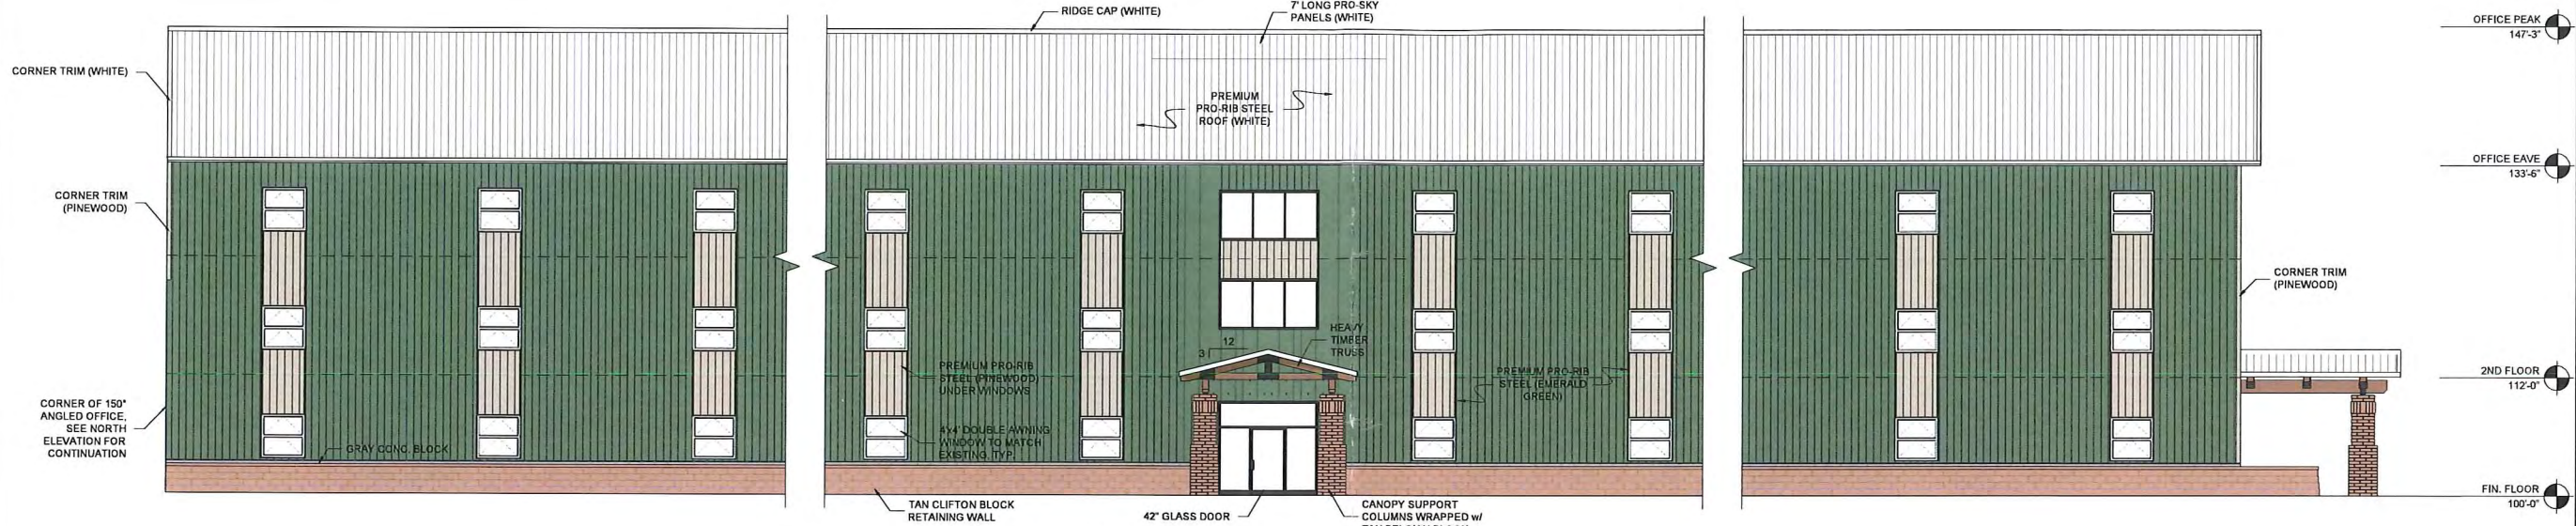 RIDGE CAP (WHITE)
7' LONG PRO-SKY
PANELS (WHITE)
OFFICE PEAK
147'-3"
CORNER TRIM (WHITE)
PREMIUM
PRO-RIB STEEL
ROOF (WHITE)
OFFICE EAVE
133'-6"
CORNER TRIM
(PINEWOOD)
CORNER TRIM
(PINEWOOD)
12
3
HEAVY
TIMBER
TRUSS
PREMIUM PRO-RIB
STEEL (PINEWOOD)
UNDER WINDOWS
PREMIUM PRO-RIB
STEEL (EMERALD
GREEN)
2ND FLOOR
112'-0"
CORNER OF 150°
ANGLED OFFICE,
SEE NORTH
ELEVATION FOR
CONTINUATION
GRAY CONC. BLOCK
4'x4' DOUBLE AWNING
WINDOW TO MATCH
EXISTING, TYP.
TAN CLIFTON BLOCK
RETAINING WALL
42" GLASS DOOR
CANOPY SUPPORT
COLUMNS WRAPPED w/
FIN. FLOOR
100'-0"